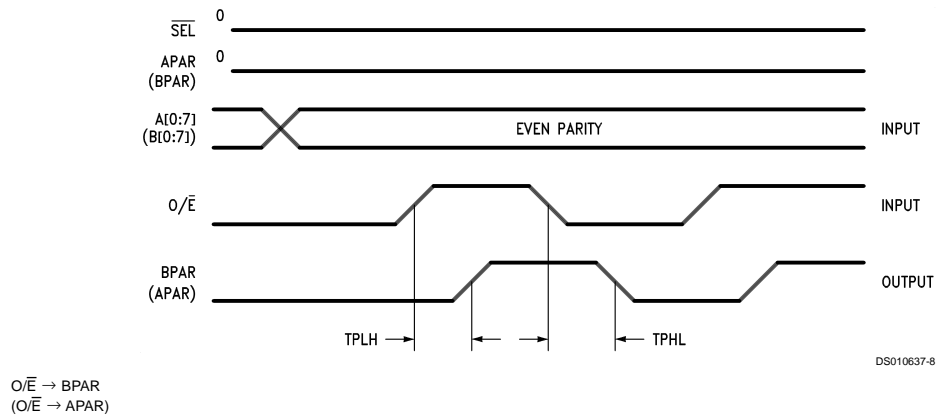 S̅E̅L̅ 0
APAR 0
(BPAR)
A[0:7]
(B[0:7])
EVEN PARITY
INPUT
O/E̅
INPUT
BPAR
(APAR)
OUTPUT
TPLH
TPHL
DS010637-8
O/E̅ → BPAR
(O/E̅ → APAR)